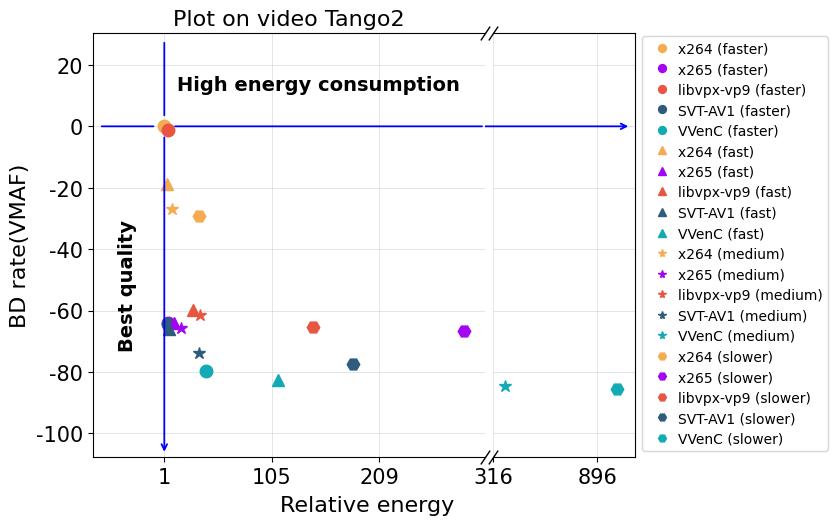 Plot on video Tango2
20
0
-20
-40
-60
-80
-100
BD rate(VMAF)
High energy consumption
Best quality
1
105
209
316
896
Relative energy
x264 (faster)
x265 (faster)
libvpx-vp9 (faster)
SVT-AV1 (faster)
VVenC (faster)
x264 (fast)
x265 (fast)
libvpx-vp9 (fast)
SVT-AV1 (fast)
VVenC (fast)
x264 (medium)
x265 (medium)
libvpx-vp9 (medium)
SVT-AV1 (medium)
VVenC (medium)
x264 (slower)
x265 (slower)
libvpx-vp9 (slower)
SVT-AV1 (slower)
VVenC (slower)